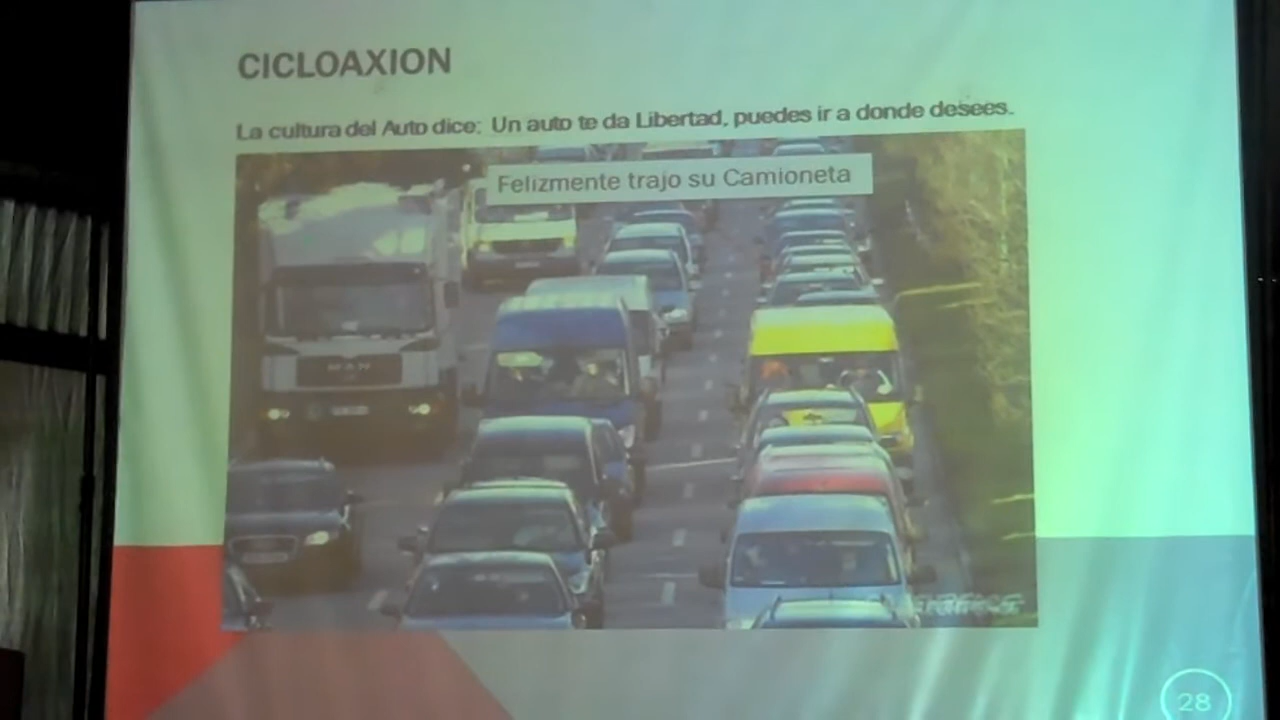 CICLOAXION
La cultura del Auto dice: Un auto te da Libertad, puedes ir a donde desees.
Felizmente trajo su Camioneta
MAN
28